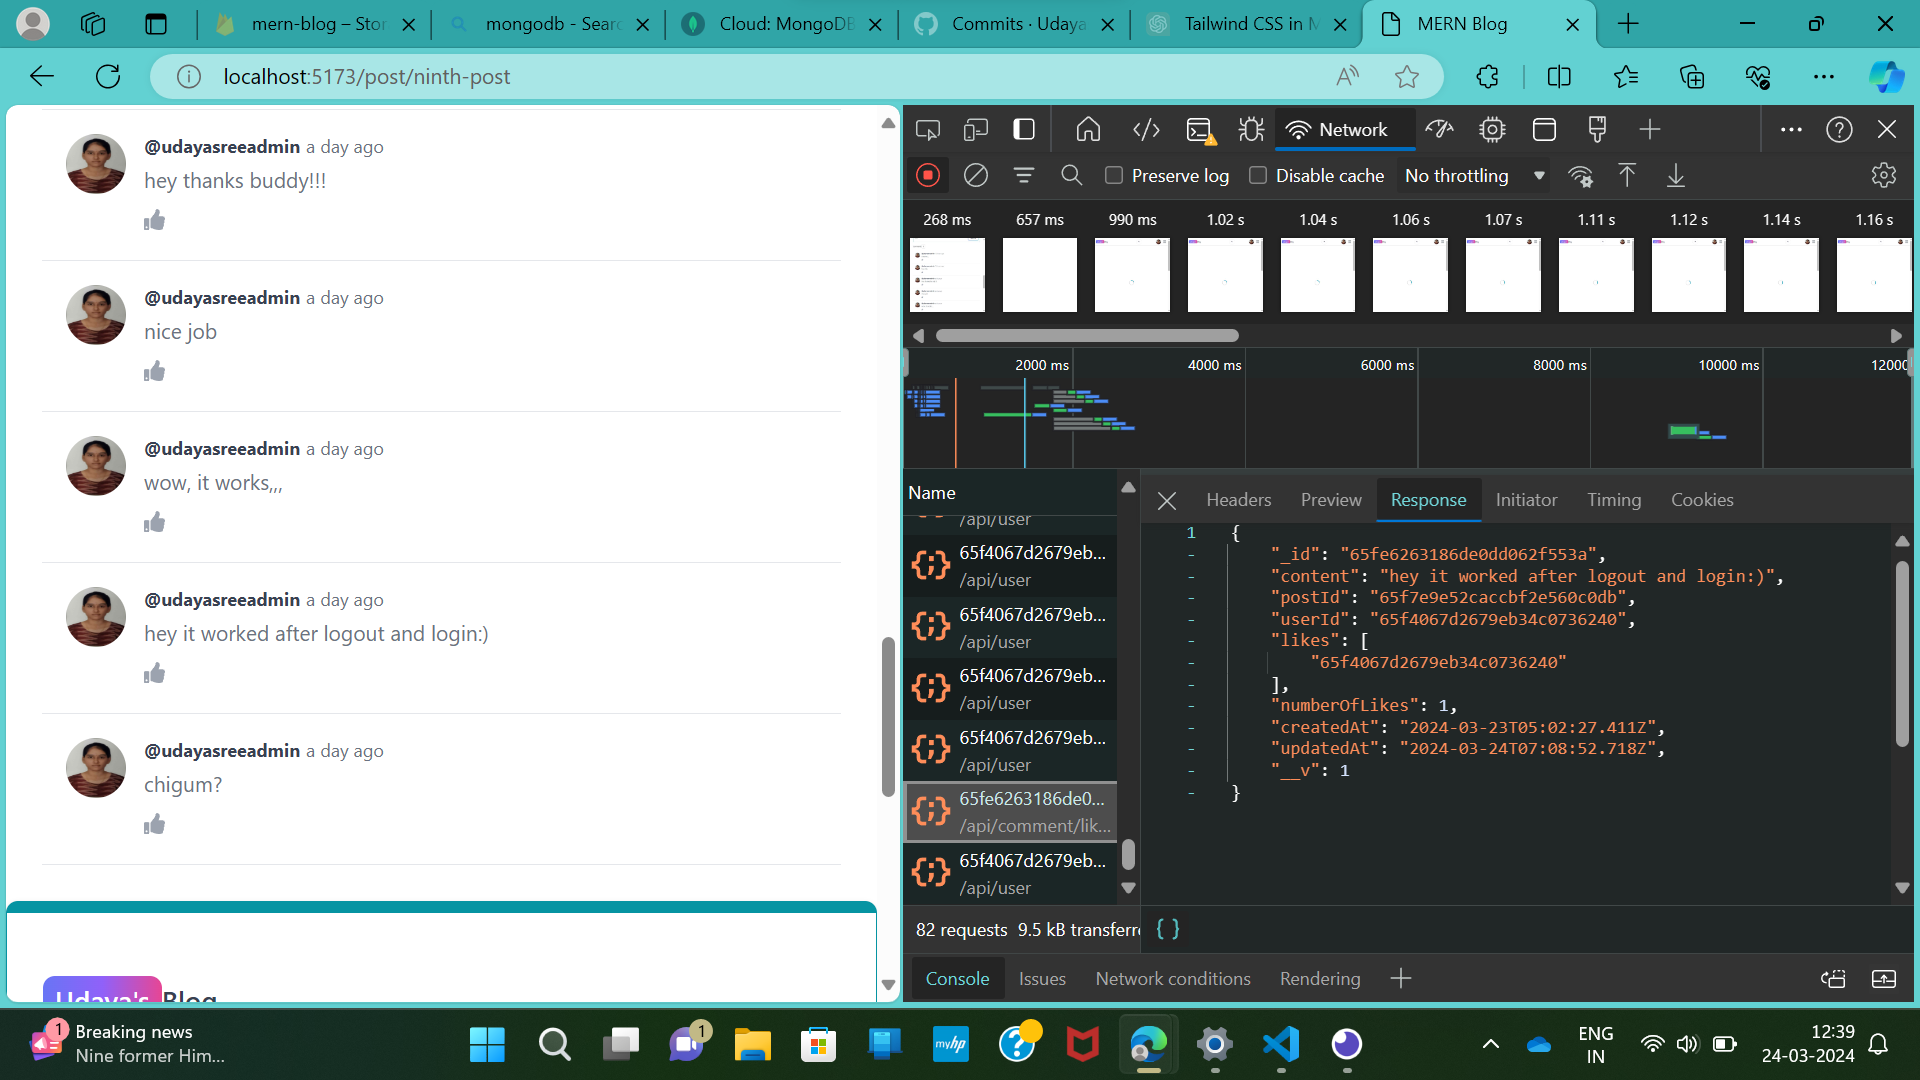 mern-blog – Stor
mongodb - Searc
Cloud: MongoDB
Commits · Udaya
Tailwind CSS in M
MERN Blog
localhost:5173/post/ninth-post
@udayasreeadmin a day ago
hey thanks buddy!!!
@udayasreeadmin a day ago
nice job
@udayasreeadmin a day ago
wow, it works,,,
@udayasreeadmin a day ago
hey it worked after logout and login:)
@udayasreeadmin a day ago
chigum?
Udaya's Blog
Network
Preserve log
Disable cache
No throttling
268 ms 657 ms 990 ms 1.02 s 1.04 s 1.06 s 1.07 s 1.11 s 1.12 s 1.14 s 1.16 s
2000 ms 4000 ms 6000 ms 8000 ms 10000 ms 12000
Name
/api/user
65f4067d2679eb...
/api/user
65f4067d2679eb...
/api/user
65f4067d2679eb...
/api/user
65f4067d2679eb...
/api/user
65fe6263186de0...
/api/comment/lik...
65f4067d2679eb...
/api/user
82 requests 9.5 kB transferre
Headers Preview Response Initiator Timing Cookies
1 {
- "_id": "65fe6263186de0dd062f553a",
- "content": "hey it worked after logout and login:)",
- "postId": "65f7e9e52caccbf2e560c0db",
- "userId": "65f4067d2679eb34c0736240",
- "likes": [
- "65f4067d2679eb34c0736240"
- ],
- "numberOfLikes": 1,
- "createdAt": "2024-03-23T05:02:27.411Z",
- "updatedAt": "2024-03-24T07:08:52.718Z",
- "__v": 1
- }
{ }
Console Issues Network conditions Rendering
1
Breaking news
Nine former Him...
1
myhp
ENG
IN
12:39
24-03-2024